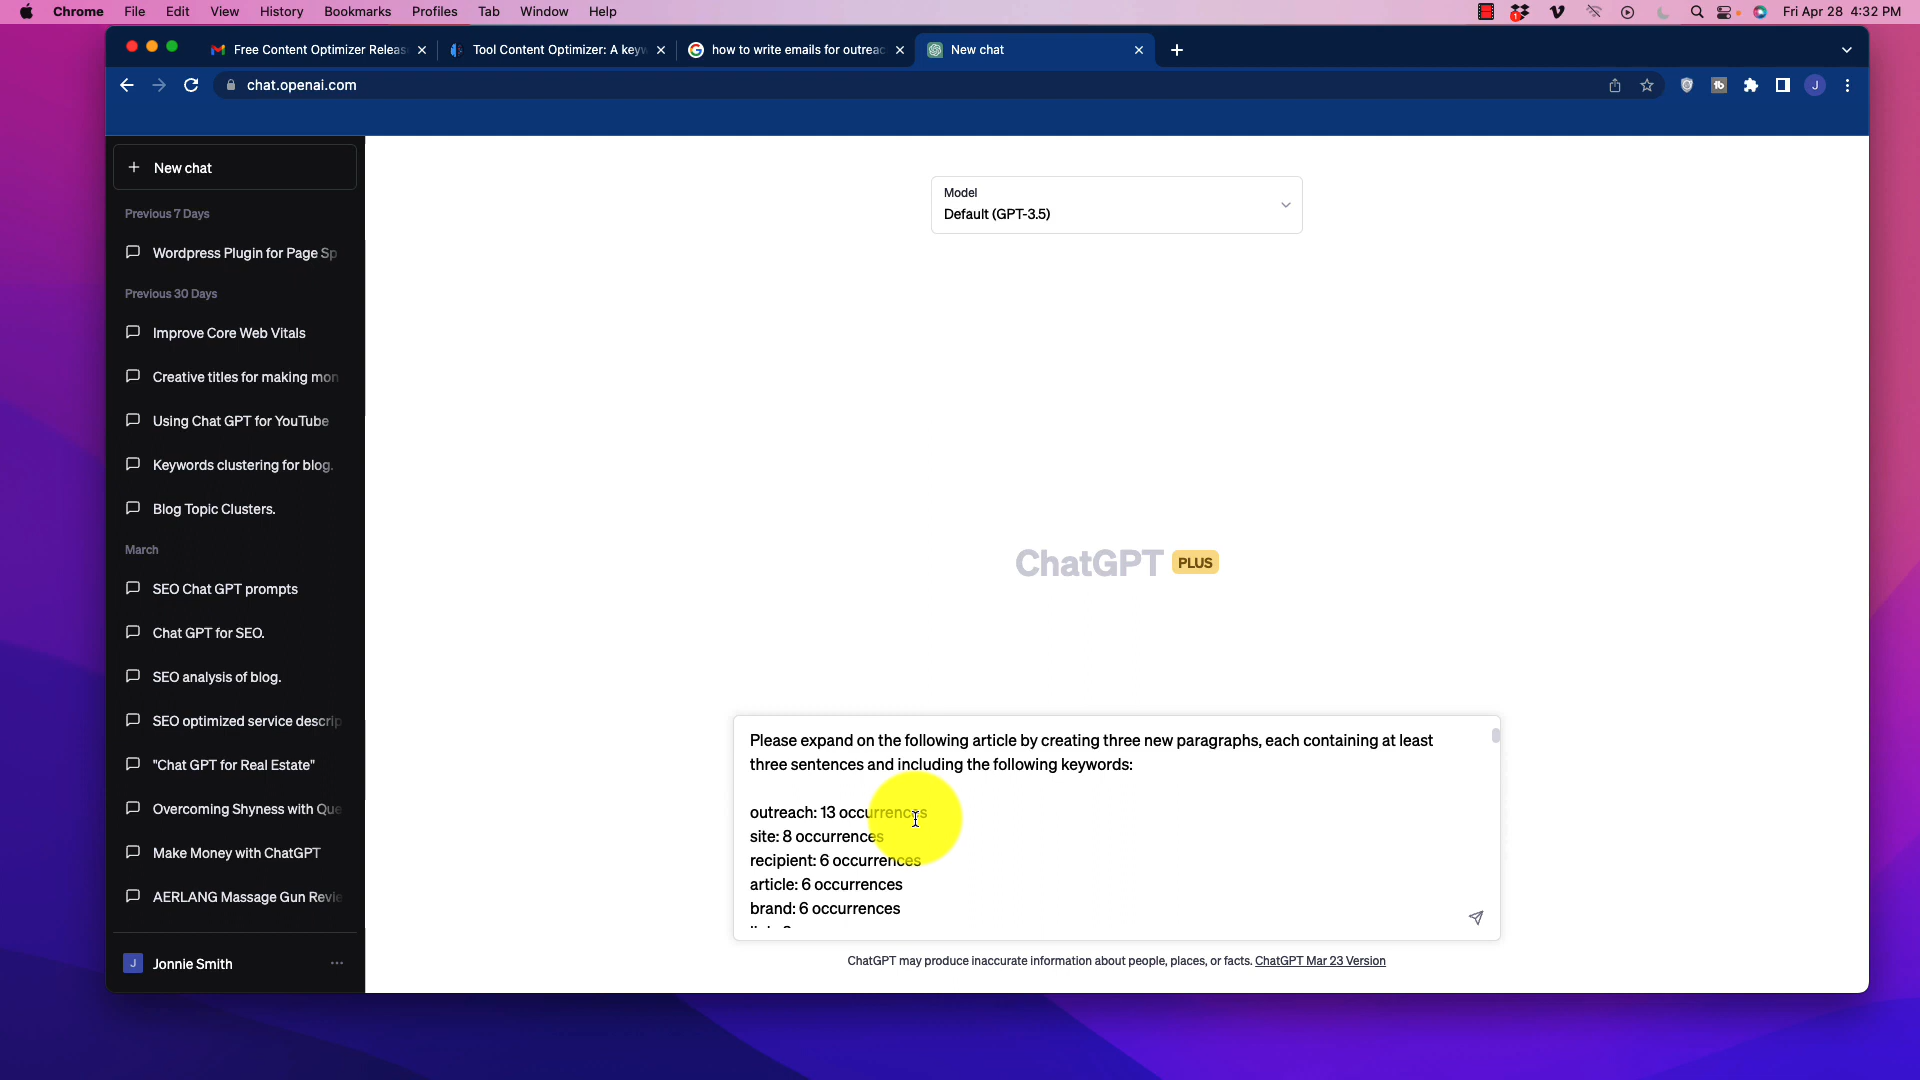 Chrome File Edit View History Bookmarks Profiles Tab Window Help
Fri Apr 28 4:32 PM
Free Content Optimizer Releas
Tool Content Optimizer: A keyw
how to write emails for outreac
New chat
chat.openai.com
tb
J
New chat
Previous 7 Days
Wordpress Plugin for Page Sp
Previous 30 Days
Improve Core Web Vitals
Creative titles for making mon
Using Chat GPT for YouTube
Keywords clustering for blog.
Blog Topic Clusters.
March
SEO Chat GPT prompts
Chat GPT for SEO.
SEO analysis of blog.
SEO optimized service descrip
"Chat GPT for Real Estate"
Overcoming Shyness with Que
Make Money with ChatGPT
AERLANG Massage Gun Revie
J Jonnie Smith
Model
Default (GPT-3.5)
ChatGPT PLUS
Please expand on the following article by creating three new paragraphs, each containing at least
three sentences and including the following keywords:
outreach: 13 occurrences
site: 8 occurrences
recipient: 6 occurrences
article: 6 occurrences
brand: 6 occurrences
ChatGPT may produce inaccurate information about people, places, or facts. ChatGPT Mar 23 Version